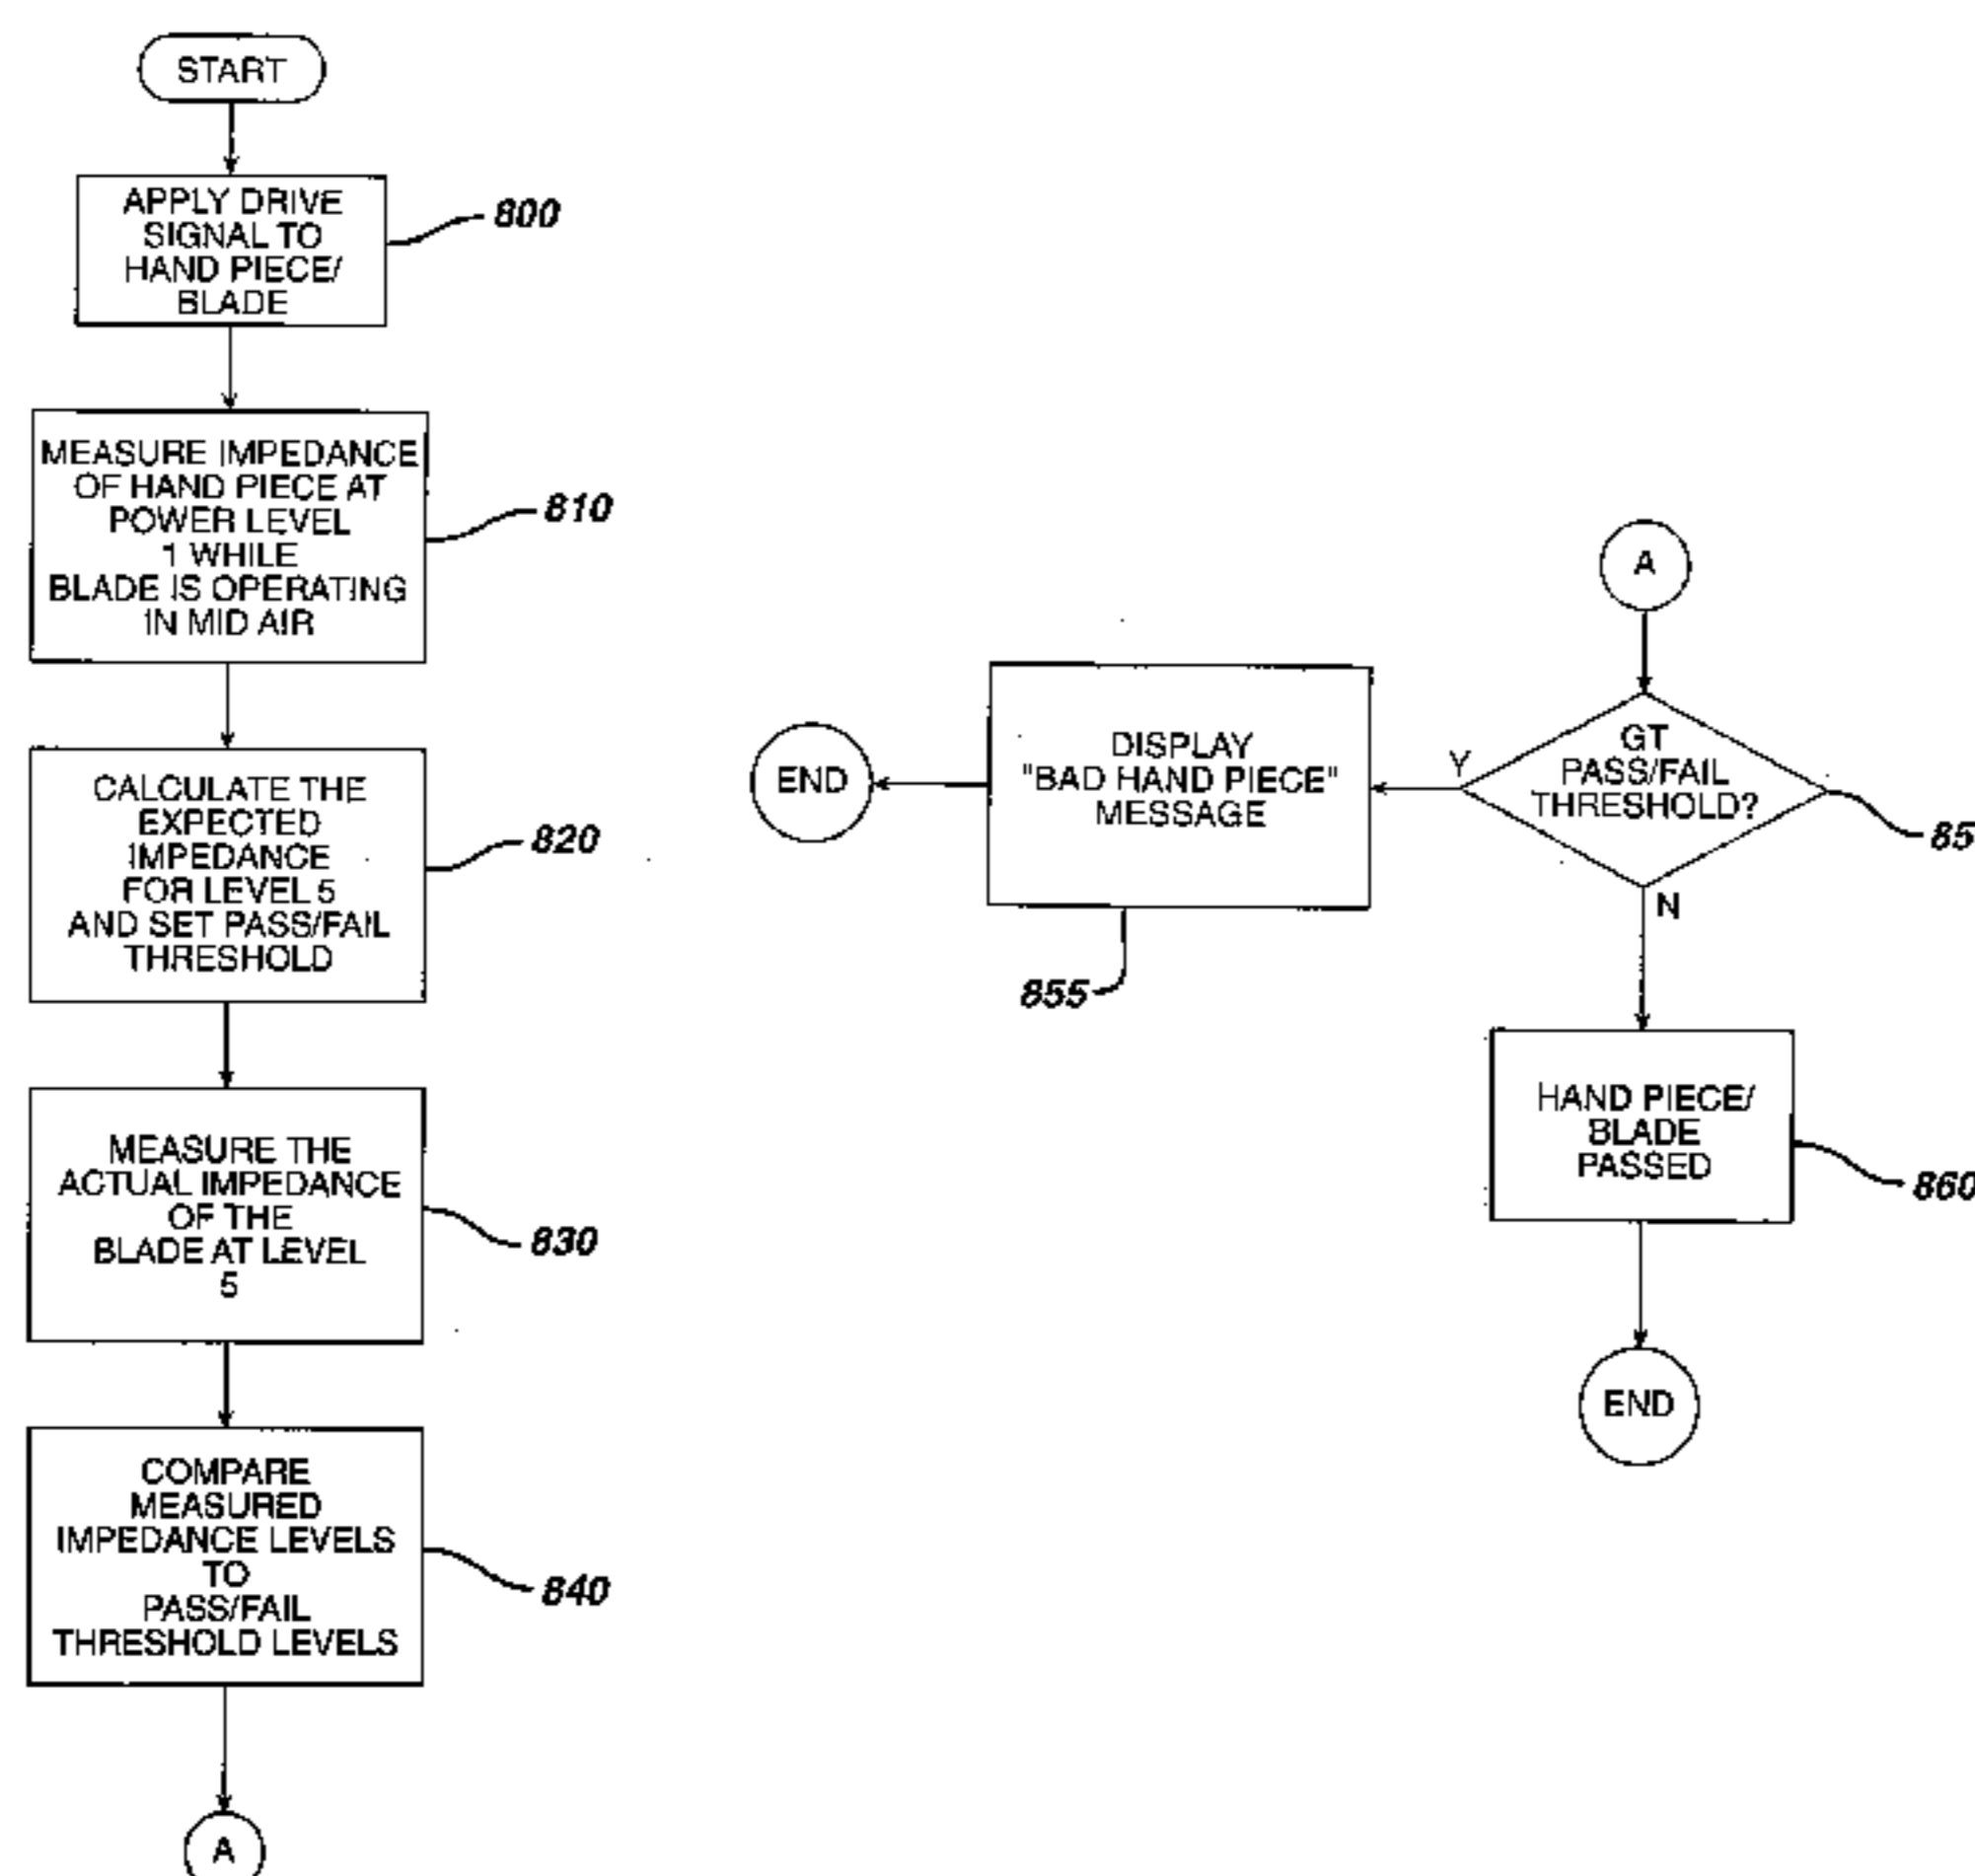 START
APPLY DRIVE
SIGNAL TO
HAND PIECE/
BLADE
800
MEASURE IMPEDANCE
OF HAND PIECE AT
POWER LEVEL
1 WHILE
BLADE IS OPERATING
IN MID AIR
810
CALCULATE THE
EXPECTED
IMPEDANCE
FOR LEVEL 5
AND SET PASS/FAIL
THRESHOLD
820
MEASURE THE
ACTUAL IMPEDANCE
OF THE
BLADE AT LEVEL
5
830
COMPARE
MEASURED
IMPEDANCE LEVELS
TO
PASS/FAIL
THRESHOLD LEVELS
840
A
A
GT
PASS/FAIL
THRESHOLD?
85
Y
N
DISPLAY
"BAD HAND PIECE"
MESSAGE
855
END
HAND PIECE/
BLADE
PASSED
860
END